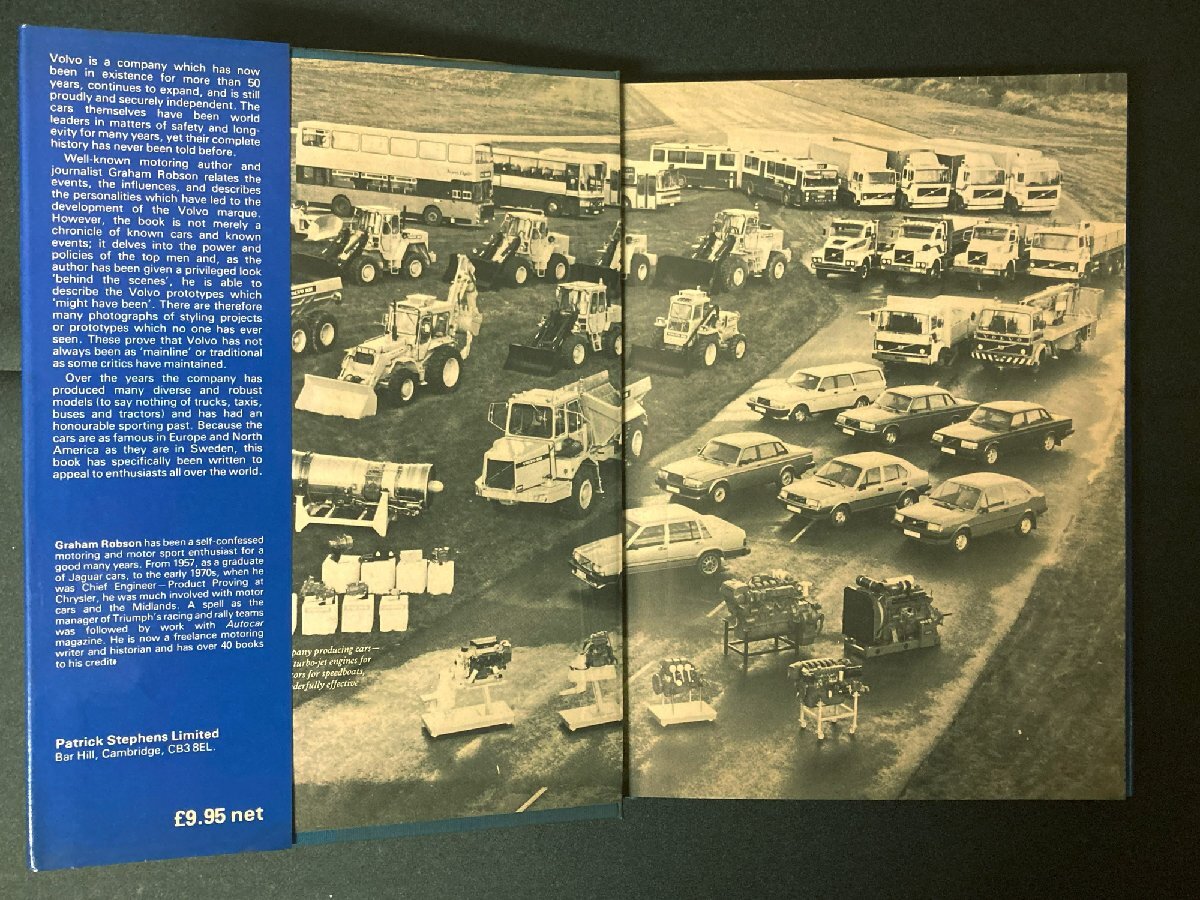 Volvo is a company which has now
been in existence for more than 50
years, continues to expand, and is still
proudly and securely independent. The
cars themselves have been world
leaders in matters of safety and long-
evity for many years, yet their complete
history has never been told before.
Well-known motoring author and
journalist Graham Robson relates the
events, the influences, and describes
the personalities which have led to the
development of the Volvo marque.
However, the book is not merely a
chronicle of known cars and known
events; it delves into the power and
policies of the top men and, as the
author has been given a privileged look
'behind the scenes', he is able to
describe the Volvo prototypes which
'might have been'. There are therefore
many photographs of styling projects
or prototypes which no one has ever
seen. These prove that Volvo has not
always been as 'mainline' or traditional
as some critics have maintained.
Over the years the company has
produced many diverse and robust
models (to say nothing of trucks, taxis,
buses and tractors) and has had an
honourable sporting past. Because the
cars are as famous in Europe and North
America as they are in Sweden, this
book has specifically been written to
appeal to enthusiasts all over the world.
Graham Robson has been a self-confessed
motoring and motor sport enthusiast for a
good many years. From 1957, as a graduate
of Jaguar cars, to the early 1970s, when he
was Chief Engineer—Product Proving at
Chrysler, he was much involved with motor
cars and the Midlands. A spell as the
manager of Triumph's racing and rally teams
was followed by work with Autocar
magazine. He is now a freelance motoring
writer and historian and has over 40 books
to his credit.
Patrick Stephens Limited
Bar Hill, Cambridge, CB3 8EL.
£9.95 net
pany producing cars—
turbo-jet engines for
ors for speedboats,
derfully effective